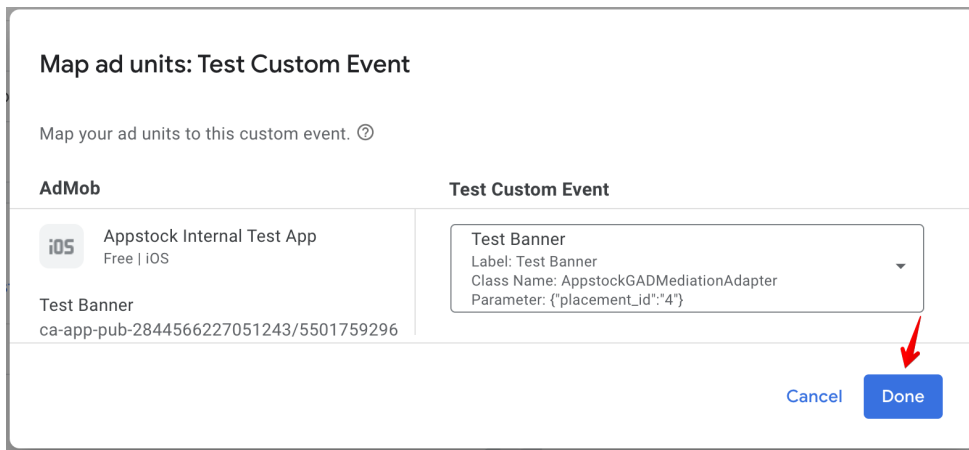 Map ad units: Test Custom Event
Map your ad units to this custom event.
AdMob
Test Custom Event
iOS
Appstock Internal Test App
Free | iOS
Test Banner
ca-app-pub-2844566227051243/5501759296
Test Banner
Label: Test Banner
Class Name: AppstockGADMediationAdapter
Parameter: {"placement_id":"4"}
Cancel
Done